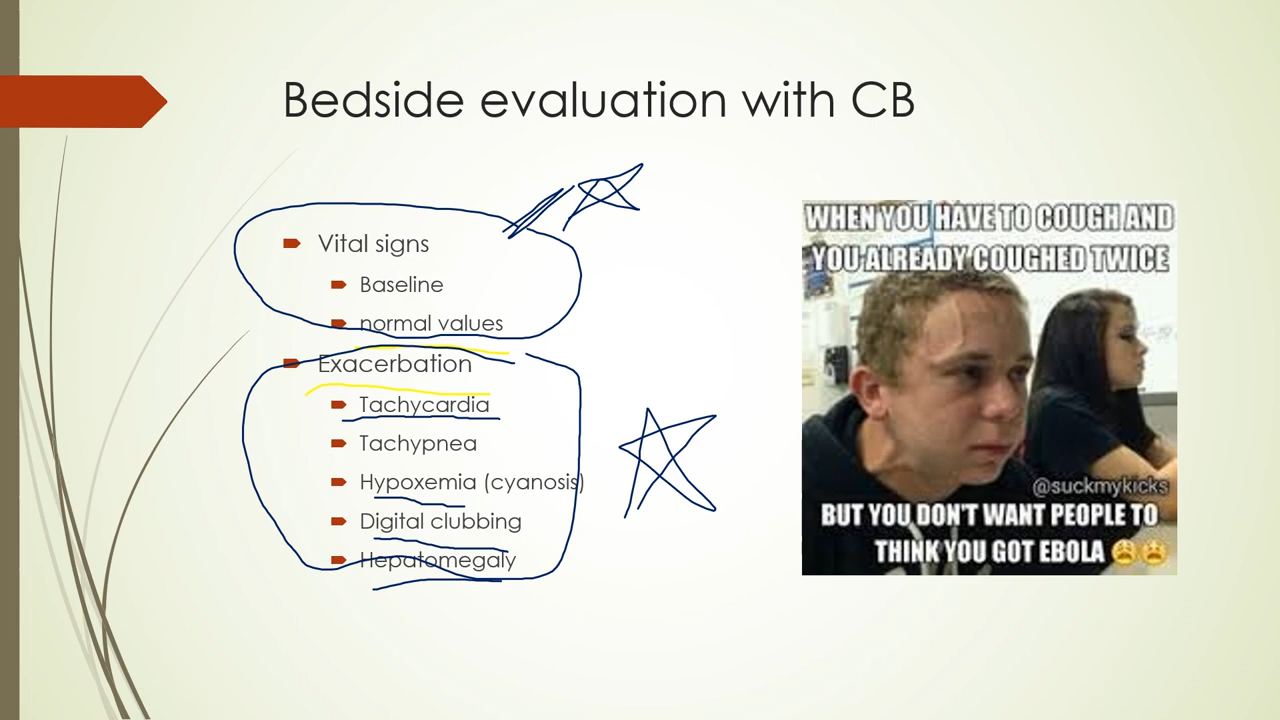 Bedside evaluation with CB
Vital signs
Baseline
normal values
Exacerbation
Tachycardia
Tachypnea
Hypoxemia (cyanosis)
Digital clubbing
Hepatomegaly
WHEN YOU HAVE TO COUGH AND
YOU ALREADY COUGHED TWICE
@suckmykicks
BUT YOU DON'T WANT PEOPLE TO
THINK YOU GOT EBOLA 😩😩